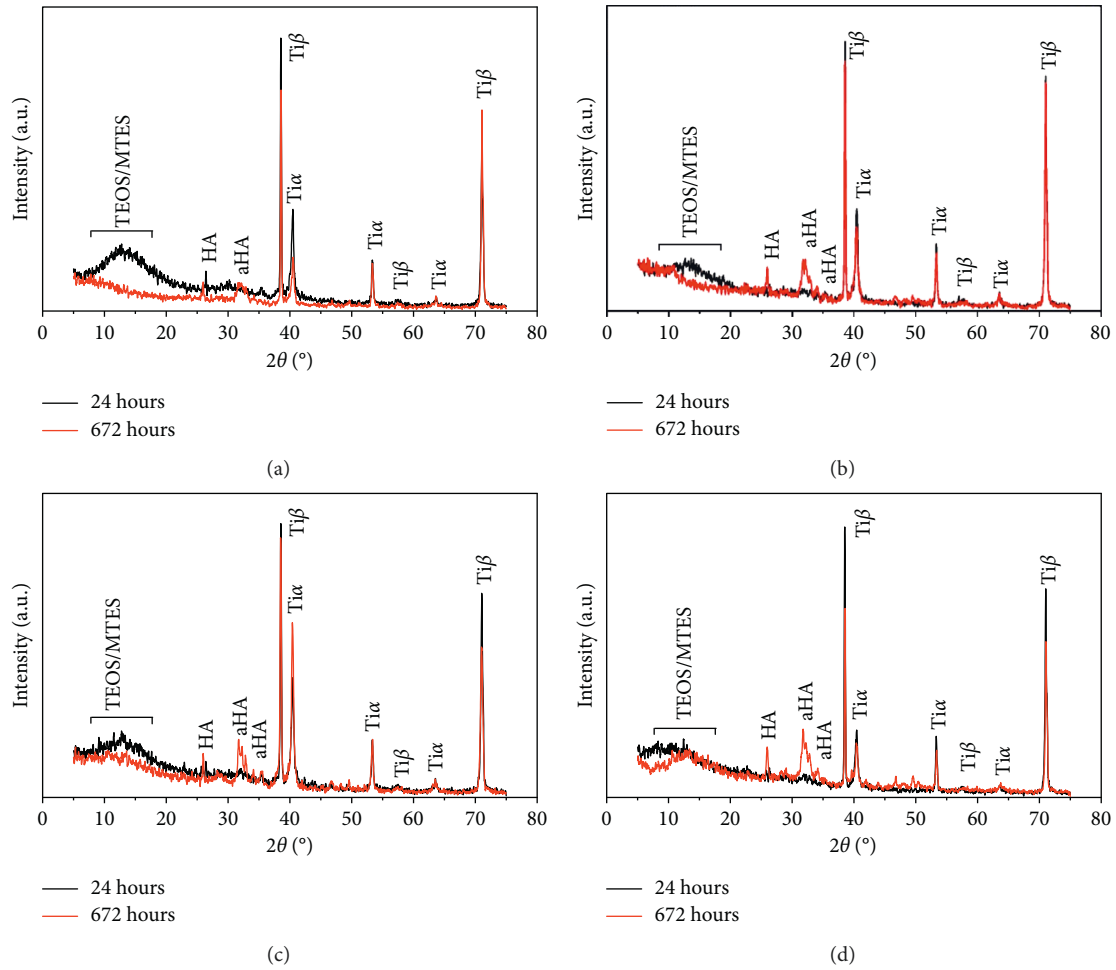 Intensity (a.u.)
TEOS/MTES
HA
aHA
Tiβ
Tiα
Tiα
Tiβ
Tiα
Tiβ
0 10 20 30 40 50 60 70 80
2θ (°)
24 hours
672 hours
(a)
Intensity (a.u.)
TEOS/MTES
HA
aHA
aHA
Tiβ
Tiα
Tiα
Tiβ
Tiα
Tiβ
0 10 20 30 40 50 60 70 80
2θ (°)
24 hours
672 hours
(b)
Intensity (a.u.)
TEOS/MTES
HA
aHA
aHA
Tiβ
Tiα
Tiα
Tiβ
Tiα
Tiβ
0 10 20 30 40 50 60 70 80
2θ (°)
24 hours
672 hours
(c)
Intensity (a.u.)
TEOS/MTES
HA
aHA
aHA
Tiβ
Tiα
Tiα
Tiβ
Tiα
Tiβ
0 10 20 30 40 50 60 70 80
2θ (°)
24 hours
672 hours
(d)